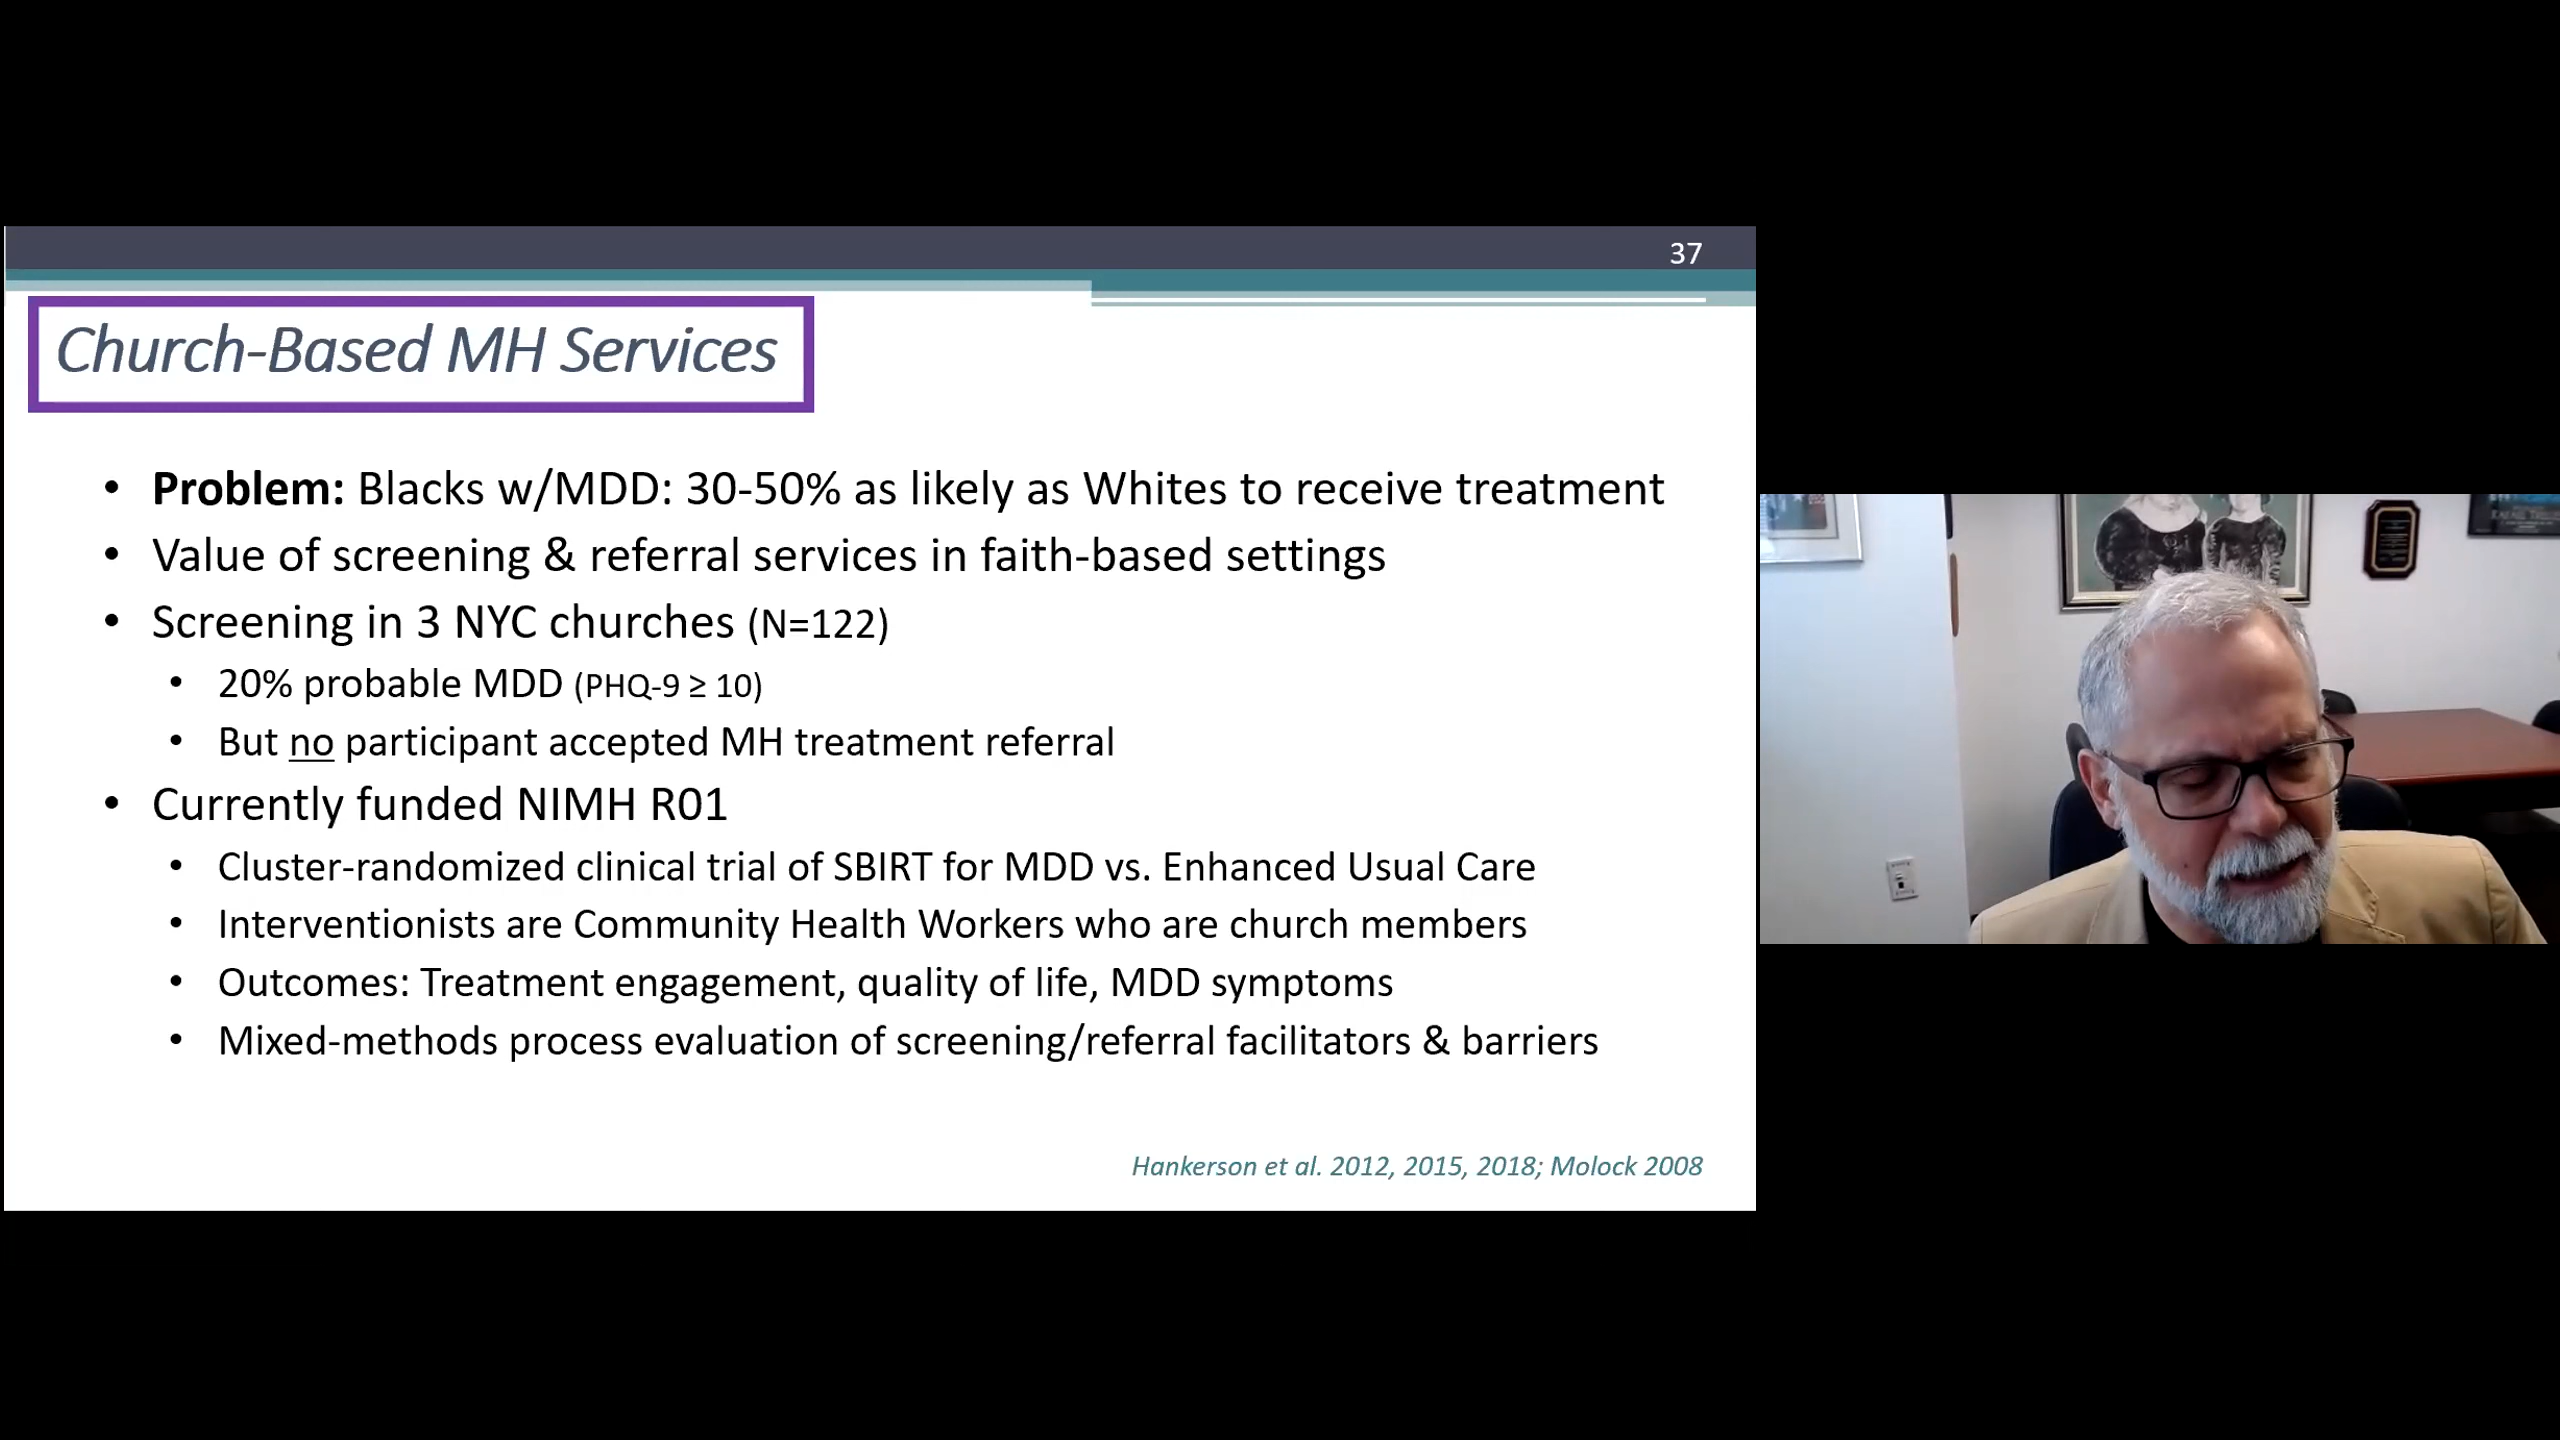 37
Church-Based MH Services
• Problem: Blacks w/MDD: 30-50% as likely as Whites to receive treatment
• Value of screening & referral services in faith-based settings
• Screening in 3 NYC churches (N=122)
• 20% probable MDD (PHQ-9 ≥ 10)
• But no participant accepted MH treatment referral
• Currently funded NIMH R01
• Cluster-randomized clinical trial of SBIRT for MDD vs. Enhanced Usual Care
• Interventionists are Community Health Workers who are church members
• Outcomes: Treatment engagement, quality of life, MDD symptoms
• Mixed-methods process evaluation of screening/referral facilitators & barriers
Hankerson et al. 2012, 2015, 2018; Molock 2008